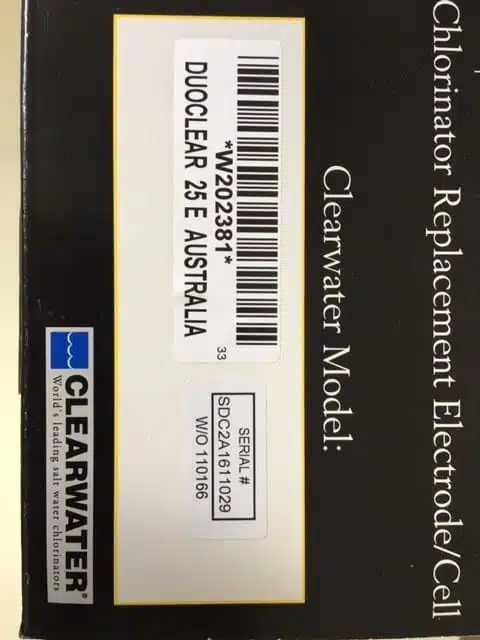 Chlorinator Replacement Electrode/Cell
Clearwater Model:
*W202381*
33
DUOCLEAR 25 E AUSTRALIA
SERIAL #
SDC2A1611029
W/O 110166
CLEARWATER®
World's leading salt water chlorinators